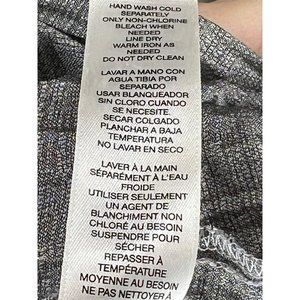 HAND WASH COLD
SEPARATELY
ONLY NON-CHLORINE
BLEACH WHEN
NEEDED
LINE DRY
WARM IRON AS
NEEDED
DO NOT DRY CLEAN
LAVAR A MANO CON
AGUA TIBIA POR
SEPARADO
USAR BLANQUEADOR
SIN CLORO CUANDO
SE NECESITE.
SECAR COLGADO
PLANCHAR A BAJA
TEMPERATURA
NO LAVAR EN SECO
LAVER À LA MAIN
SÉPARÉMENT À L'EAU
FROIDE
UTILISER SEULEMENT
UN AGENT DE
BLANCHIMENT NON
CHLORÉ AU BESOIN
SUSPENDRE POUR
SÉCHER
REPASSER À
TEMPÉRATURE
MOYENNE AU BESOIN
NE PAS NETTOYER À